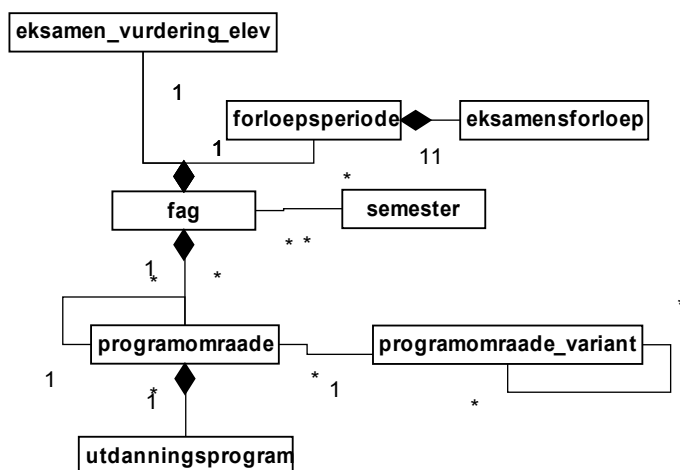 eksamen_vurdering_elev
1
forloepsperiode
eksamensforloep
1
11
*
fag
semester
* *
1
*
*
*
programomraade
programomraade_variant
1
*
1
*
*
1
utdanningsprogram